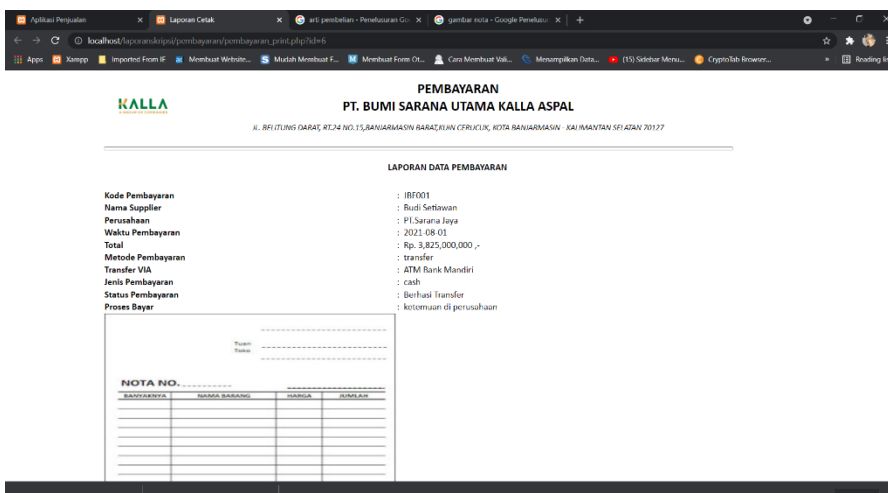 Aplikasi Penjualan
Laporan Cetak
arti pembelian - Penelusuran Goo
gambar nota - Google Penelusur
localhost/laporanskripsi/pembayaran/pembayaran_print.php?id=6
Apps
Xampp
Imported From IE
Membuat Website...
Mudah Membuat F...
Membuat Form Ot...
Cara Membuat Vali...
Menampilkan Data...
(15) Sidebar Menu...
CryptoTab Browser...
»
Reading lis
PEMBAYARAN
KALLA
PT. BUMI SARANA UTAMA KALLA ASPAL
JL. BELITUNG DARAT, RT.24 NO.15,BANJARMASIN BARAT,KUIN CERUCUK, KOTA BANJARMASIN - KALIMANTAN SELATAN 70127
LAPORAN DATA PEMBAYARAN
Kode Pembayaran : IBF001
Nama Supplier : Budi Setiawan
Perusahaan : PT.Sarana Jaya
Waktu Pembayaran : 2021-08-01
Total : Rp. 3,825,000,000 ,-
Metode Pembayaran : transfer
Transfer VIA : ATM Bank Mandiri
Jenis Pembayaran : cash
Status Pembayaran : Berhasi Transfer
Proses Bayar : ketemuan di perusahaan
Tuan
Toko
NOTA NO.
BANYAKNYA NAMA BARANG HARGA JUMLAH